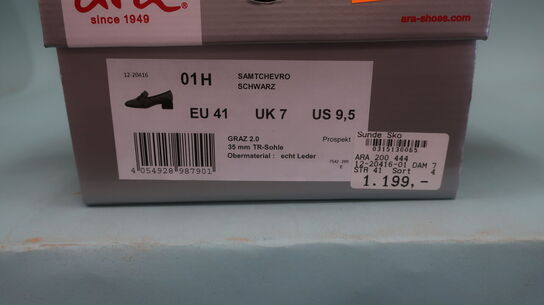 ara®
since 1949
ara-shoes.com
12-20416
01 H
SAMTCHEVRO
SCHWARZ
EU 41 UK 7 US 9,5
GRAZ 2.0
35 mm TR-Sohle
Obermaterial : echt Leder
Prospekt
4 054928 987901
Sunde Sko
0315130065
ARA 200 444
12-20416-01 DAM 7
STR 41 Sort 4
1.199,-